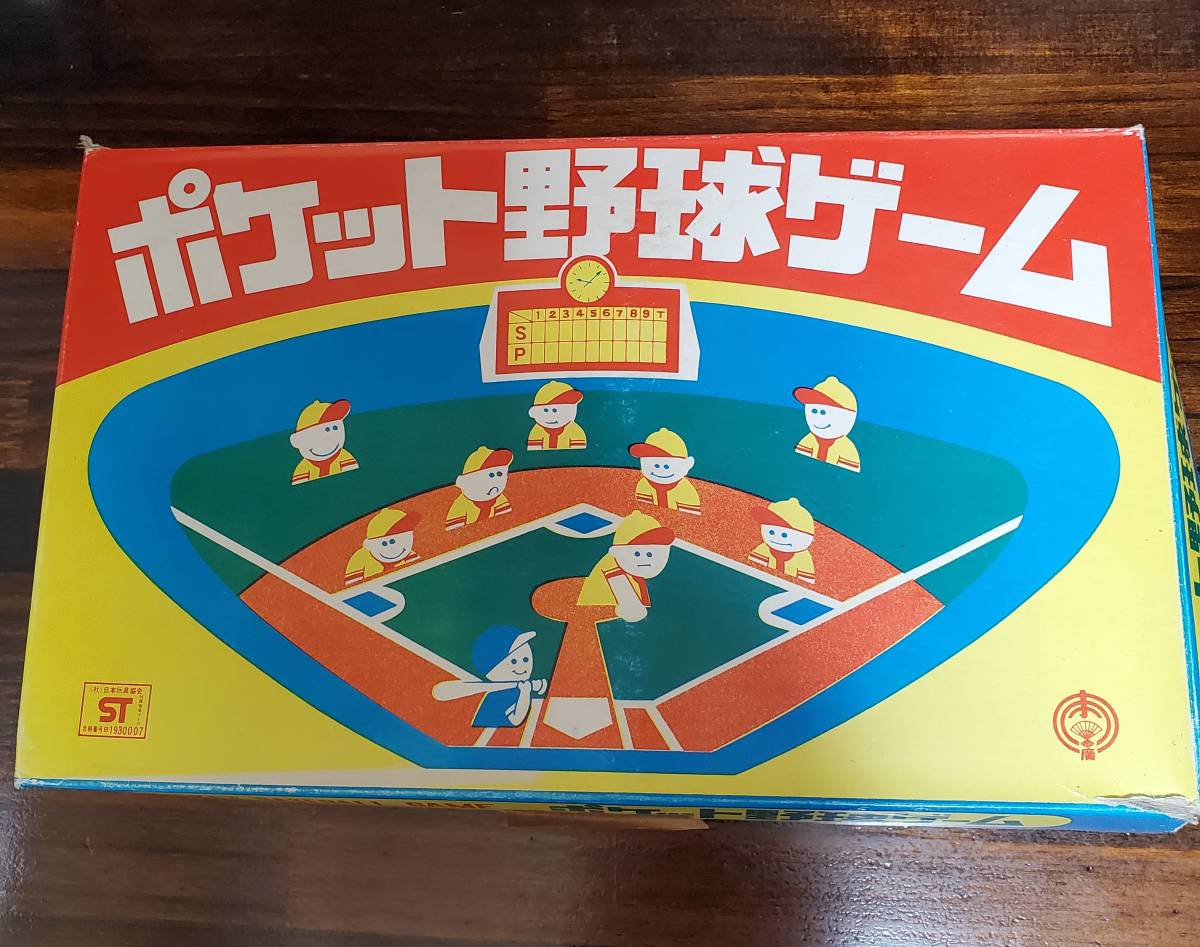 ポケット野球ゲーム
1 2 3 4 5 6 7 8 9 T
S
P
(社)日本玩具協会
ST
合格番号B1930007
廣
GAME
ポケット野球ゲーム